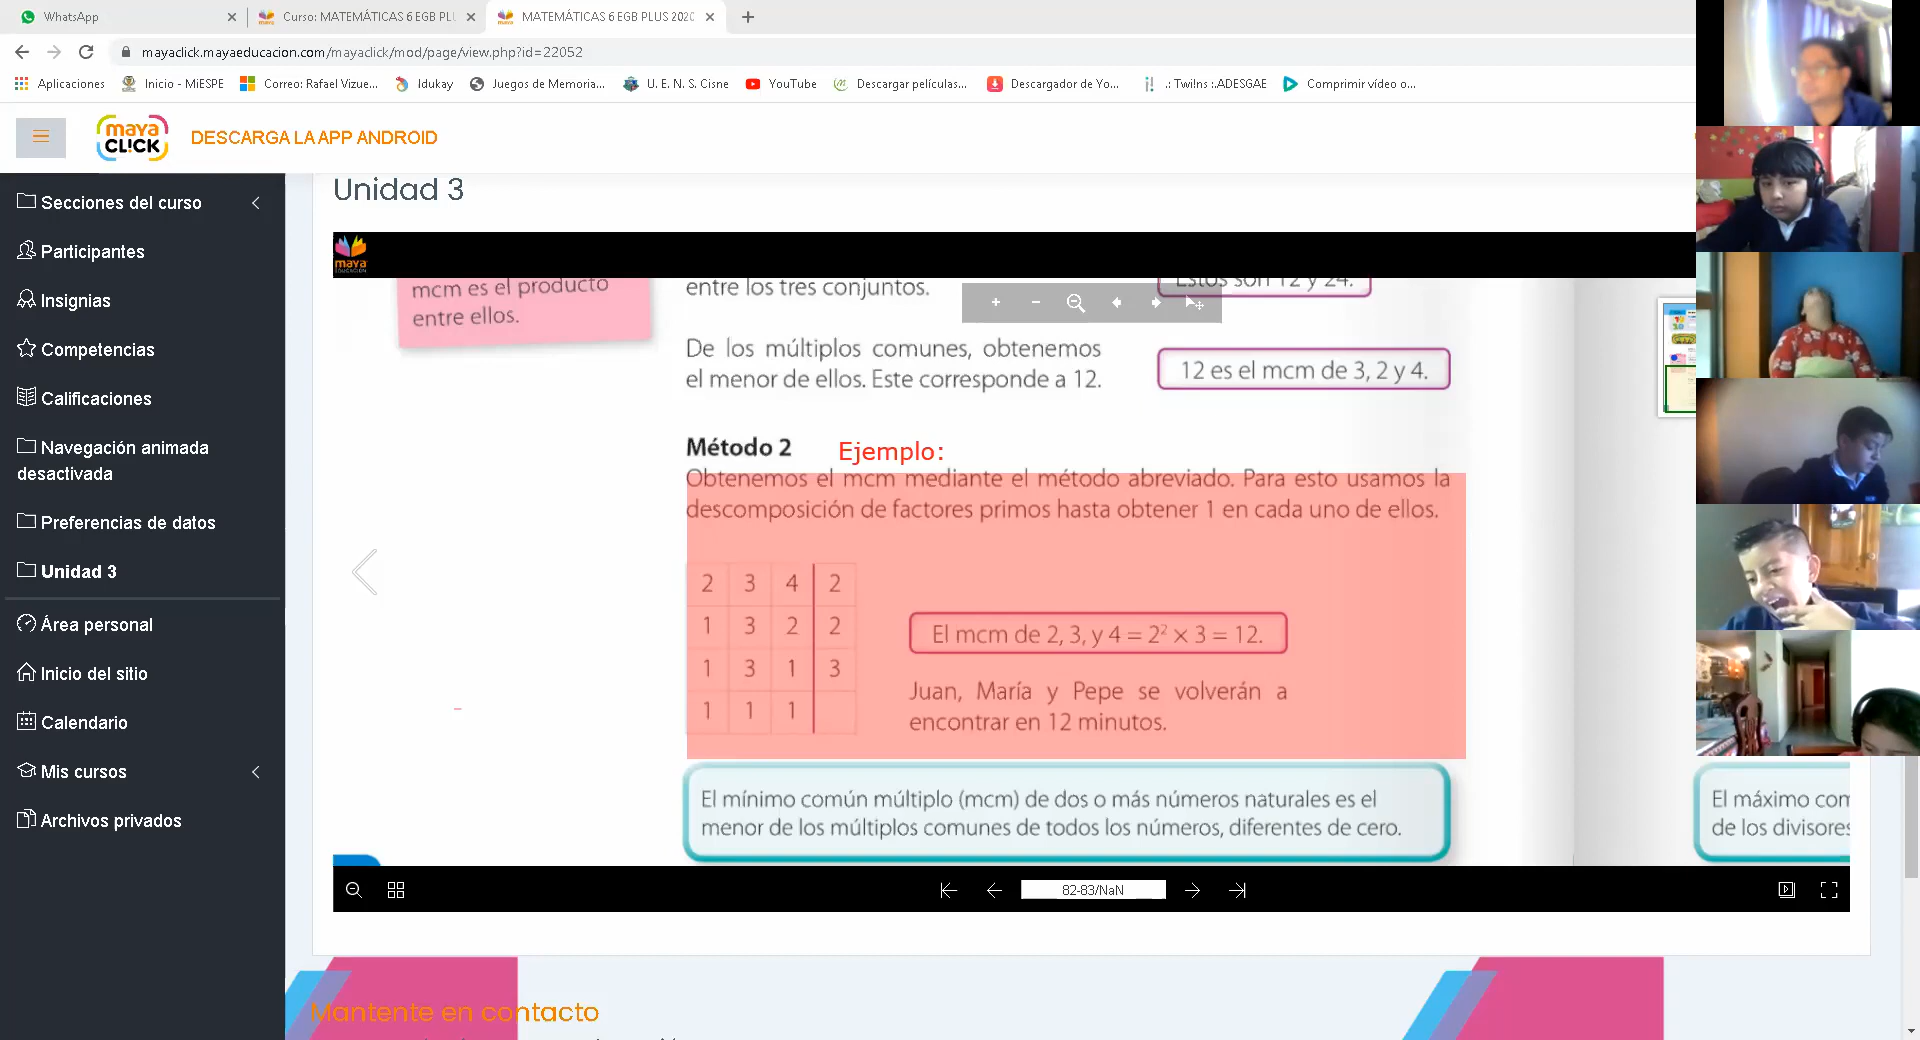 WhatsApp
Curso: MATEMÁTICAS 6 EGB PLU
MATEMÁTICAS 6 EGB PLUS 2020
mayaclick.mayaeducacion.com/mayaclick/mod/page/view.php?id=22052
Aplicaciones
Inicio - MiESPE
Correo: Rafael Vizue...
Idukay
Juegos de Memoria...
U. E. N. S. Cisne
YouTube
Descargar películas...
Descargador de Yo...
.: Twi!ns :.ADESGAE
Comprimir vídeo o...
maya
CLICK
DESCARGA LA APP ANDROID
Secciones del curso
Participantes
Insignias
Competencias
Calificaciones
Navegación animada
desactivada
Preferencias de datos
Unidad 3
Área personal
Inicio del sitio
Calendario
Mis cursos
Archivos privados
Unidad 3
maya
EDUCACIÓN
mcm es el producto
entre ellos.
entre los tres conjuntos.
Estos son 12 y 24.
De los múltiplos comunes, obtenemos
el menor de ellos. Este corresponde a 12.
12 es el mcm de 3, 2 y 4.
Método 2
Ejemplo:
Obtenemos el mcm mediante el método abreviado. Para esto usamos la
descomposición de factores primos hasta obtener 1 en cada uno de ellos.
2 3 4 2
1 3 2 2
1 3 1 3
1 1 1
El mcm de 2, 3, y 4 = 2² × 3 = 12.
Juan, María y Pepe se volverán a
encontrar en 12 minutos.
El mínimo común múltiplo (mcm) de dos o más números naturales es el
menor de los múltiplos comunes de todos los números, diferentes de cero.
El máximo com
de los divisores
82-83/NaN
Mantente en contacto